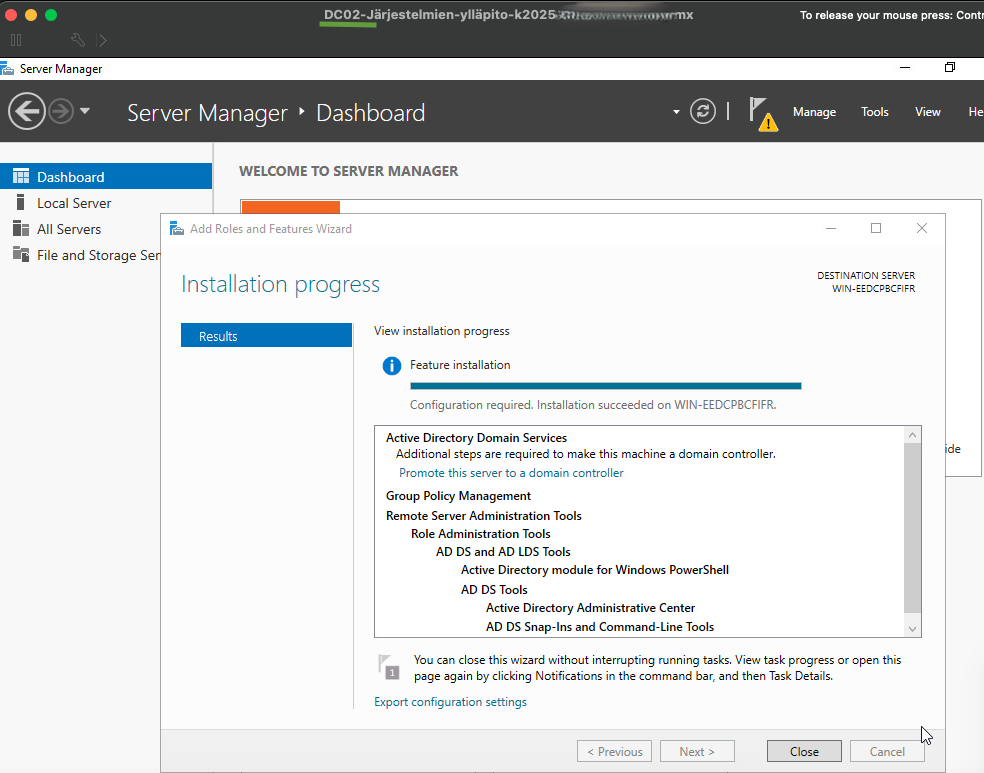 DC02-Järjestelmien-ylläpito-k2025
To release your mouse press: Contr
Server Manager
Server Manager ‣ Dashboard
Manage Tools View He
Dashboard
Local Server
All Servers
File and Storage Ser
WELCOME TO SERVER MANAGER
ide
Add Roles and Features Wizard
Installation progress
DESTINATION SERVER
WIN-EEDCPBCFIFR
Results
View installation progress
Feature installation
Configuration required. Installation succeeded on WIN-EEDCPBCFIFR.
Active Directory Domain Services
Additional steps are required to make this machine a domain controller.
Promote this server to a domain controller
Group Policy Management
Remote Server Administration Tools
Role Administration Tools
AD DS and AD LDS Tools
Active Directory module for Windows PowerShell
AD DS Tools
Active Directory Administrative Center
AD DS Snap-Ins and Command-Line Tools
1
You can close this wizard without interrupting running tasks. View task progress or open this
page again by clicking Notifications in the command bar, and then Task Details.
Export configuration settings
< Previous
Next >
Close
Cancel